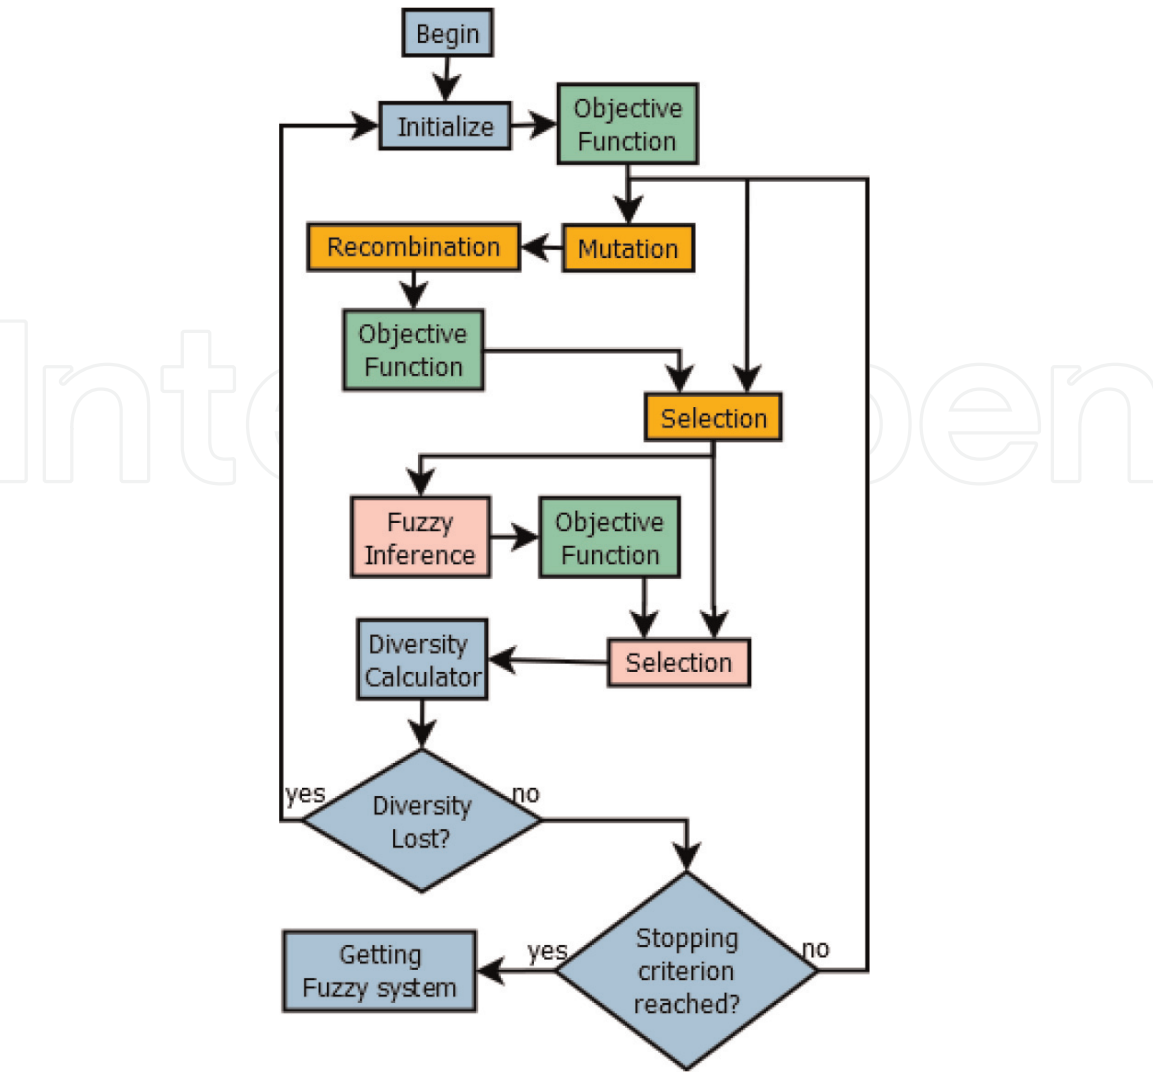 Begin
Initialize
Objective
Function
Recombination
Mutation
Objective
Function
Selection
Fuzzy
Inference
Objective
Function
Diversity
Calculator
Selection
yes
no
Diversity
Lost?
Getting
Fuzzy system
yes
no
Stopping
criterion
reached?